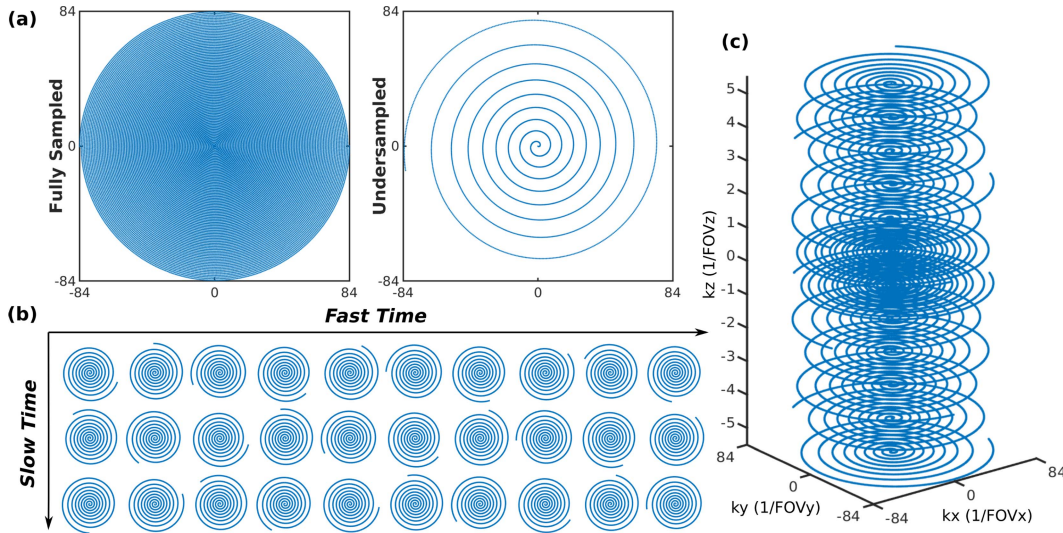 (a)
84
0
-84
-84
0
84
Fully Sampled
84
0
-84
-84
0
84
Undersampled
(b)
Fast Time
Slow Time
(c)
5
4
3
2
1
0
-1
-2
-3
-4
-5
kz (1/FOVz)
84
0
-84
ky (1/FOVy)
-84
0
84
kx (1/FOVx)